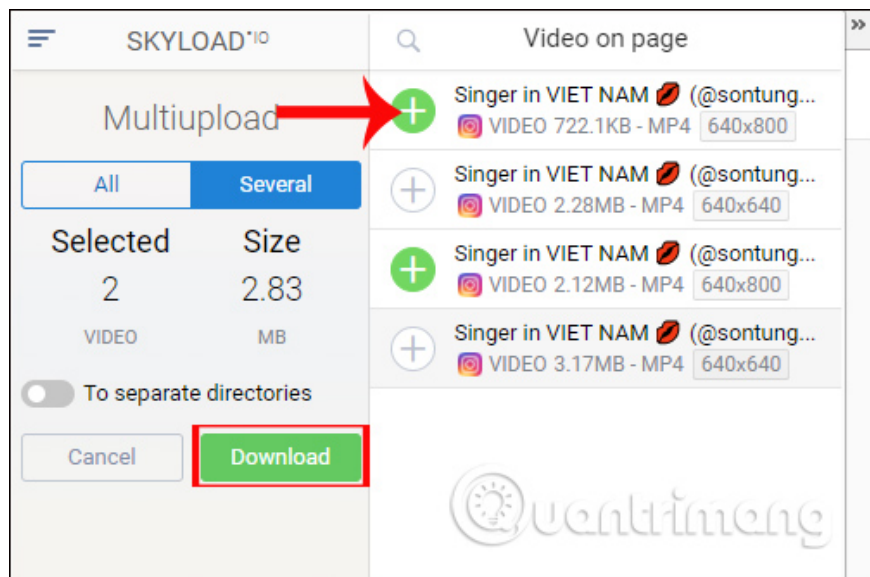 SKYLOAD•IO
Multiupload
All Several
Selected Size
2 2.83
VIDEO MB
To separate directories
Cancel Download
Video on page
»
Singer in VIET NAM 💋 (@sontung...
VIDEO 722.1KB - MP4 640x800
Singer in VIET NAM 💋 (@sontung...
VIDEO 2.28MB - MP4 640x640
Singer in VIET NAM 💋 (@sontung...
VIDEO 2.12MB - MP4 640x800
Singer in VIET NAM 💋 (@sontung...
VIDEO 3.17MB - MP4 640x640
Quantrimang